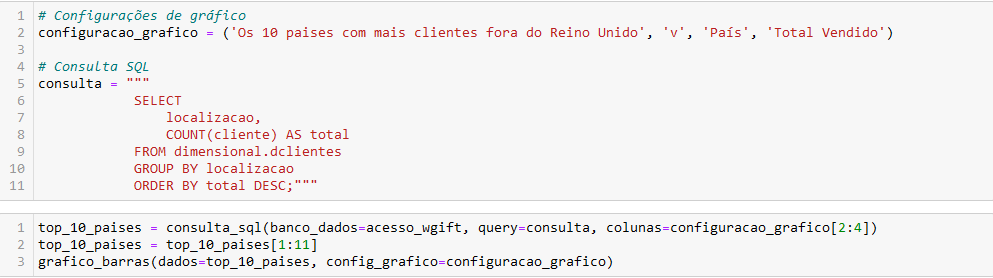 1 # Configurações de gráfico
2 configuracao_grafico = ('Os 10 paises com mais clientes fora do Reino Unido', 'v', 'País', 'Total Vendido')
3
4 # Consulta SQL
5 consulta = """
6 SELECT
7 localizacao,
8 COUNT(cliente) AS total
9 FROM dimensional.dclientes
10 GROUP BY localizacao
11 ORDER BY total DESC;"""
1 top_10_paises = consulta_sql(banco_dados=acesso_wgift, query=consulta, colunas=configuracao_grafico[2:4])
2 top_10_paises = top_10_paises[1:11]
3 grafico_barras(dados=top_10_paises, config_grafico=configuracao_grafico)